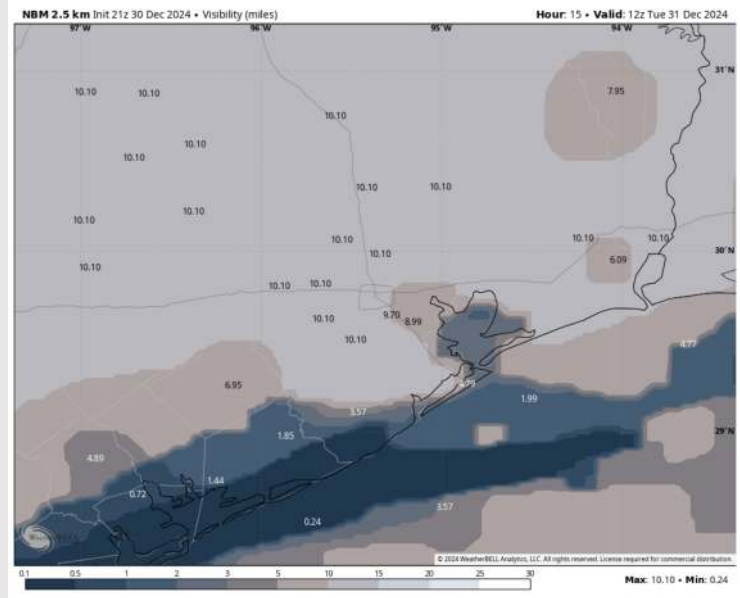 NBM 2.5 km Init 21z 30 Dec 2024 • Visibility (miles) Hour: 15 • Valid: 12z Tue 31 Dec 2024
97°W 96°W 95°W 94°W
31°N
7.95
10.10 10.10
10.10
10.10
10.10
10.10 10.10
10.10
10.10
10.10 10.10 10.10
30°N
10.10
6.09
10.10
10.10 10.10
9.70
10.10 8.99
10.10
4.77
6.95
1.99
3.57
1.85 29°N
4.89
1.44
0.72
3.57
0.24
© 2024 WeatherBELL Analytics, LLC. All rights reserved. License required for commercial distribution.
0.1 0.5 1 2 3 5 10 15 20 25 30
Max: 10.10 • Min: 0.24